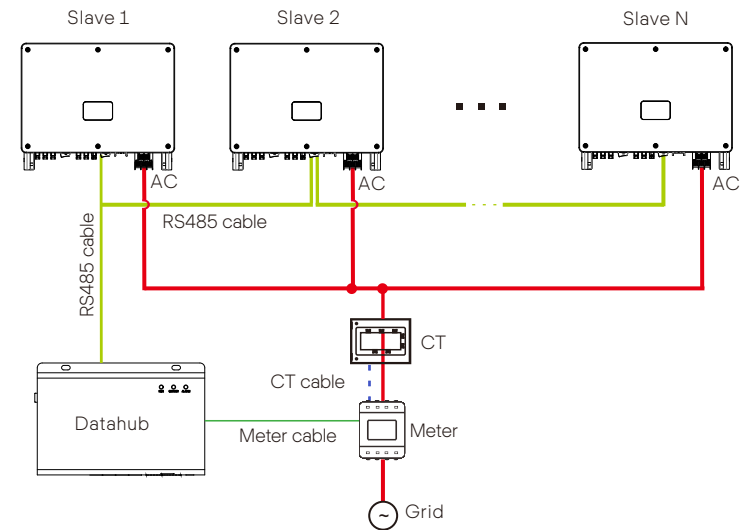 Slave 1
Slave 2
Slave N
AC
AC
AC
RS485 cable
RS485 cable
CT
CT cable
Datahub
Meter cable
Meter
~
Grid